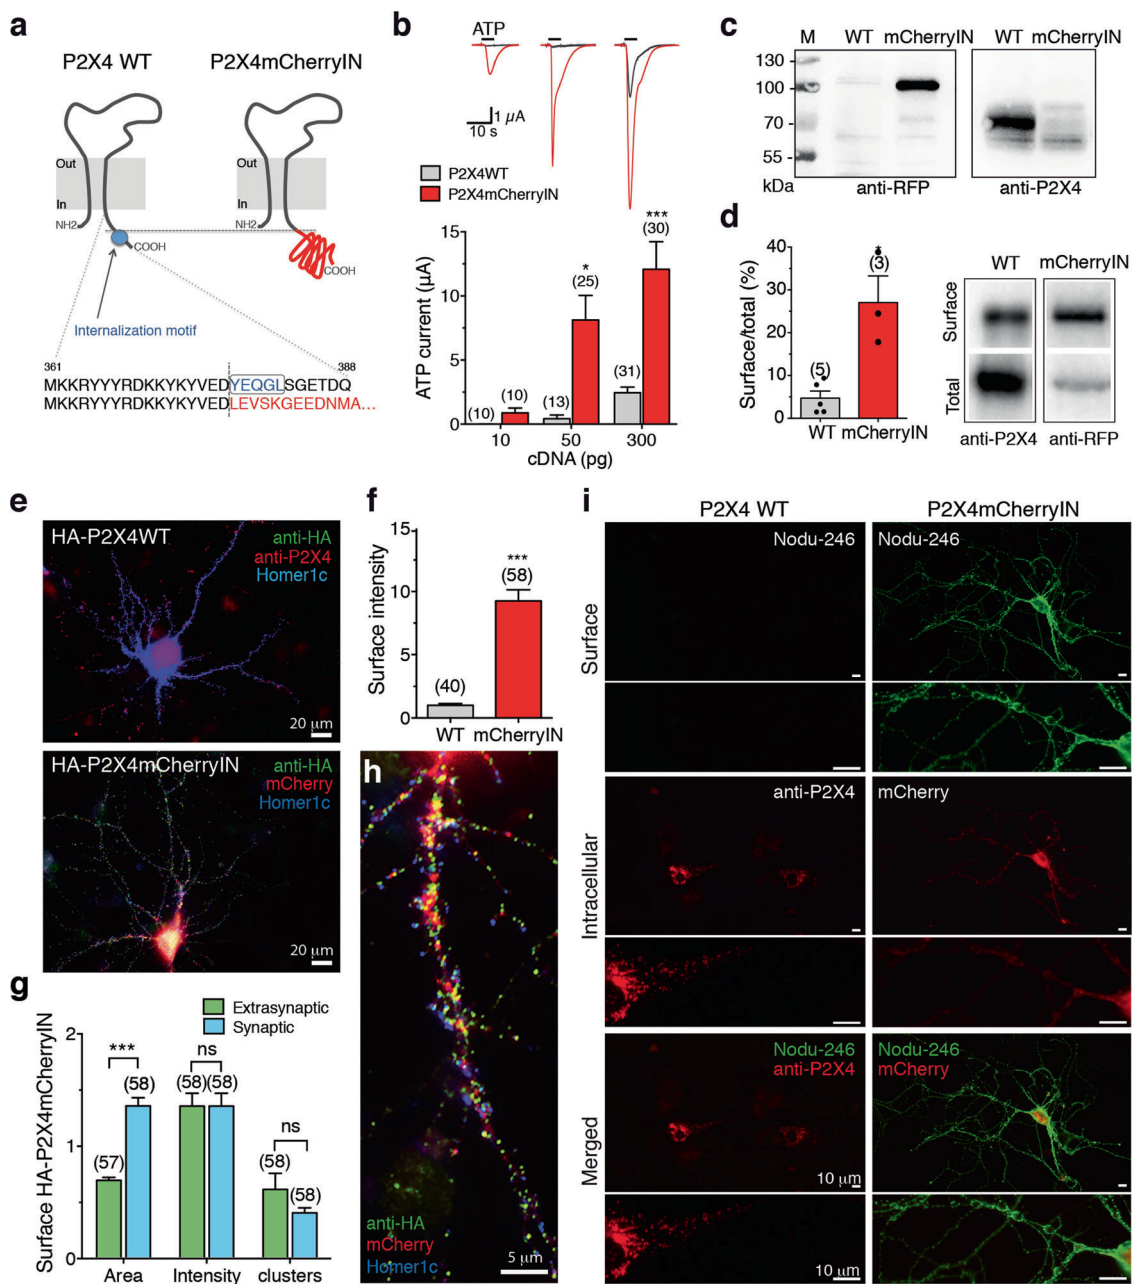 a
P2X4 WT
P2X4mCherryIN
Out
In
NH2
COOH
Out
In
NH2
COOH
Internalization motif
361
388
MKKRYYYRDKKYKYVEDYEQGLSGETDQ
MKKRYYYRDKKYKYVEDLEVSKGEEDNMA...
b
ATP
1 µA
10 s
P2X4WT
P2X4mCherryIN
ATP current (µA)
15
10
5
0
(10)
(10)
(13)
*
(25)
(31)
***
(30)
10
50
300
cDNA (pg)
c
M
WT
mCherryIN
WT
mCherryIN
130
100
70
55
kDa
anti-RFP
anti-P2X4
d
Surface/total (%)
40
30
20
10
0
(5)
*
(3)
WT
mCherryIN
WT
mCherryIN
Surface
Total
anti-P2X4
anti-RFP
e
HA-P2X4WT
anti-HA
anti-P2X4
Homer1c
20 µm
HA-P2X4mCherryIN
anti-HA
mCherry
Homer1c
20 µm
f
Surface intensity
15
10
5
0
(40)
***
(58)
WT
mCherryIN
g
Extrasynaptic
Synaptic
Surface HA-P2X4mCherryIN
2
1
0
***
(57)
(58)
ns
(58)
(58)
ns
(58)
(58)
Area
Intensity
clusters
h
anti-HA
mCherry
Homer1c
5 µm
i
P2X4 WT
P2X4mCherryIN
Surface
Nodu-246
Nodu-246
Intracellular
anti-P2X4
mCherry
Merged
Nodu-246
anti-P2X4
10 µm
10 µm
Nodu-246
mCherry